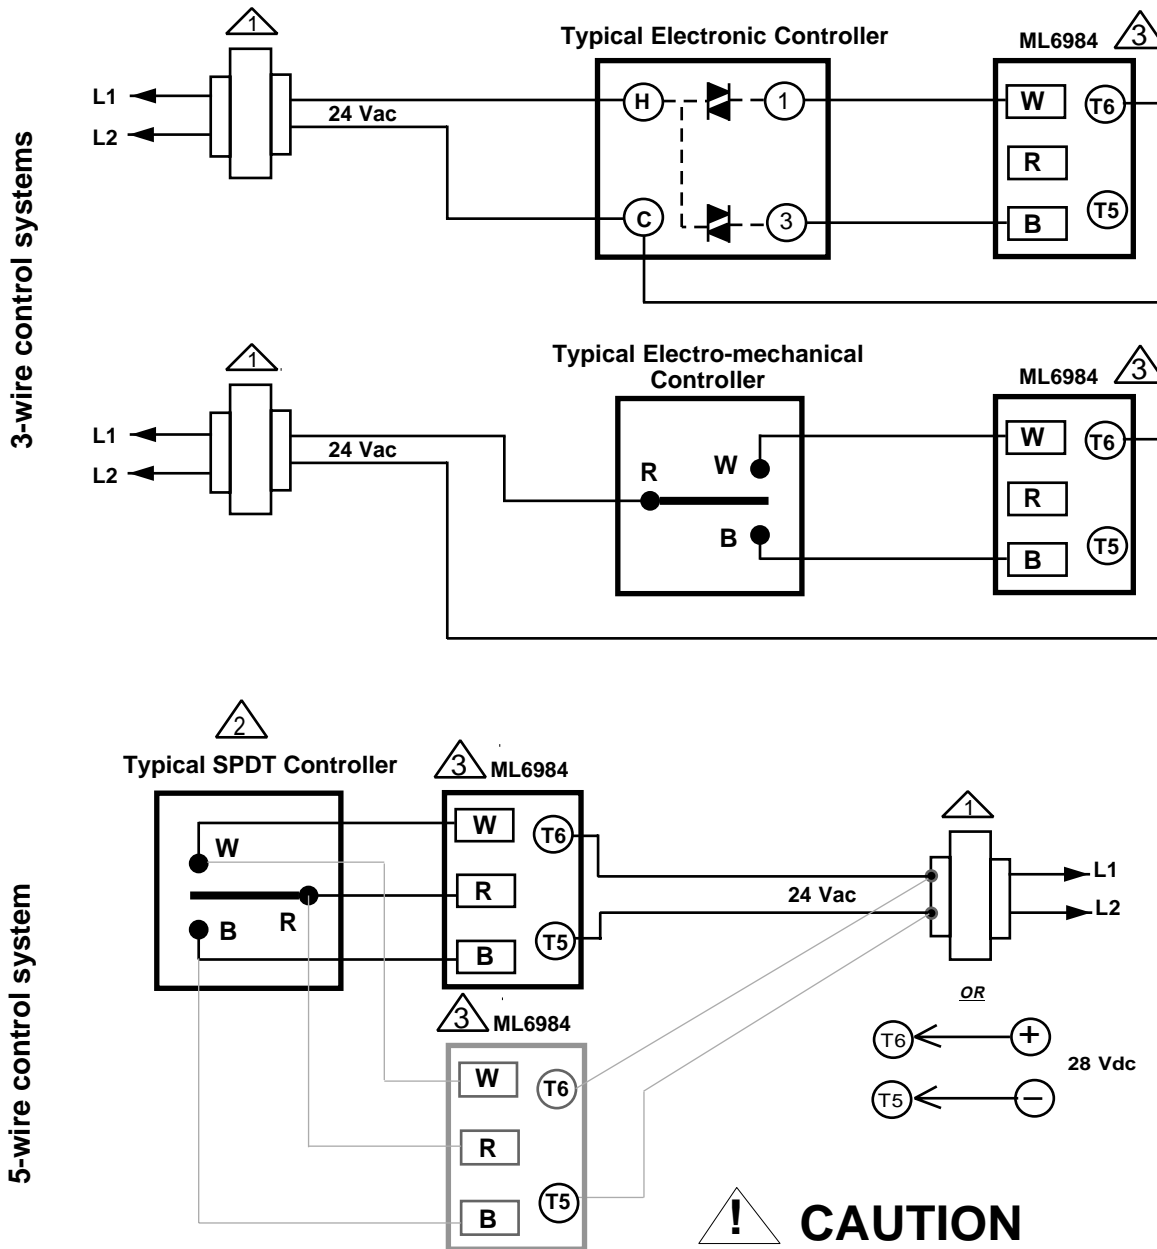 3-wire control systems
1
Typical Electronic Controller
ML6984
3
L1
L2
24 Vac
H
1
C
3
W
R
B
T6
T5
1
Typical Electro-mechanical
Controller
ML6984
3
L1
L2
24 Vac
R
W
B
W
R
B
T6
T5
5-wire control system
2
Typical SPDT Controller
3
ML6984
W
B
R
W
R
B
T6
T5
24 Vac
1
L1
L2
OR
T6
+
28 Vdc
T5
−
3
ML6984
W
R
B
T6
T5
! CAUTION